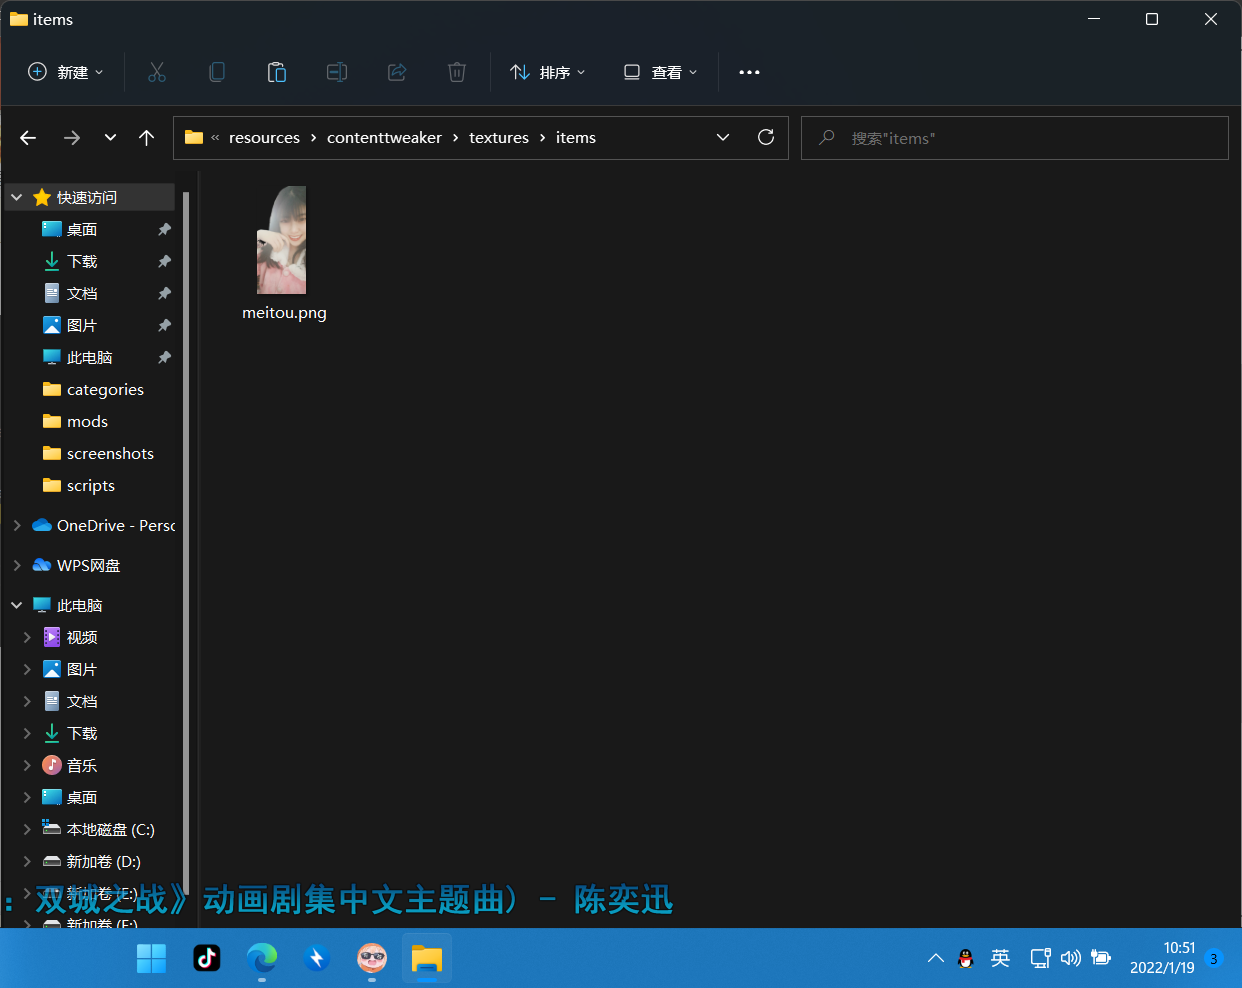 items
新建
排序
查看
« resources › contenttweaker › textures › items
搜索"items"
快速访问
桌面
下载
文档
图片
此电脑
categories
mods
screenshots
scripts
OneDrive - Perso
WPS网盘
此电脑
视频
图片
文档
下载
音乐
桌面
本地磁盘 (C:)
新加卷 (D:)
新加卷 (E:)
新加卷 (F:)
meitou.png
：双城之战》动画剧集中文主题曲) - 陈奕迅
英
10:51
2022/1/19
3